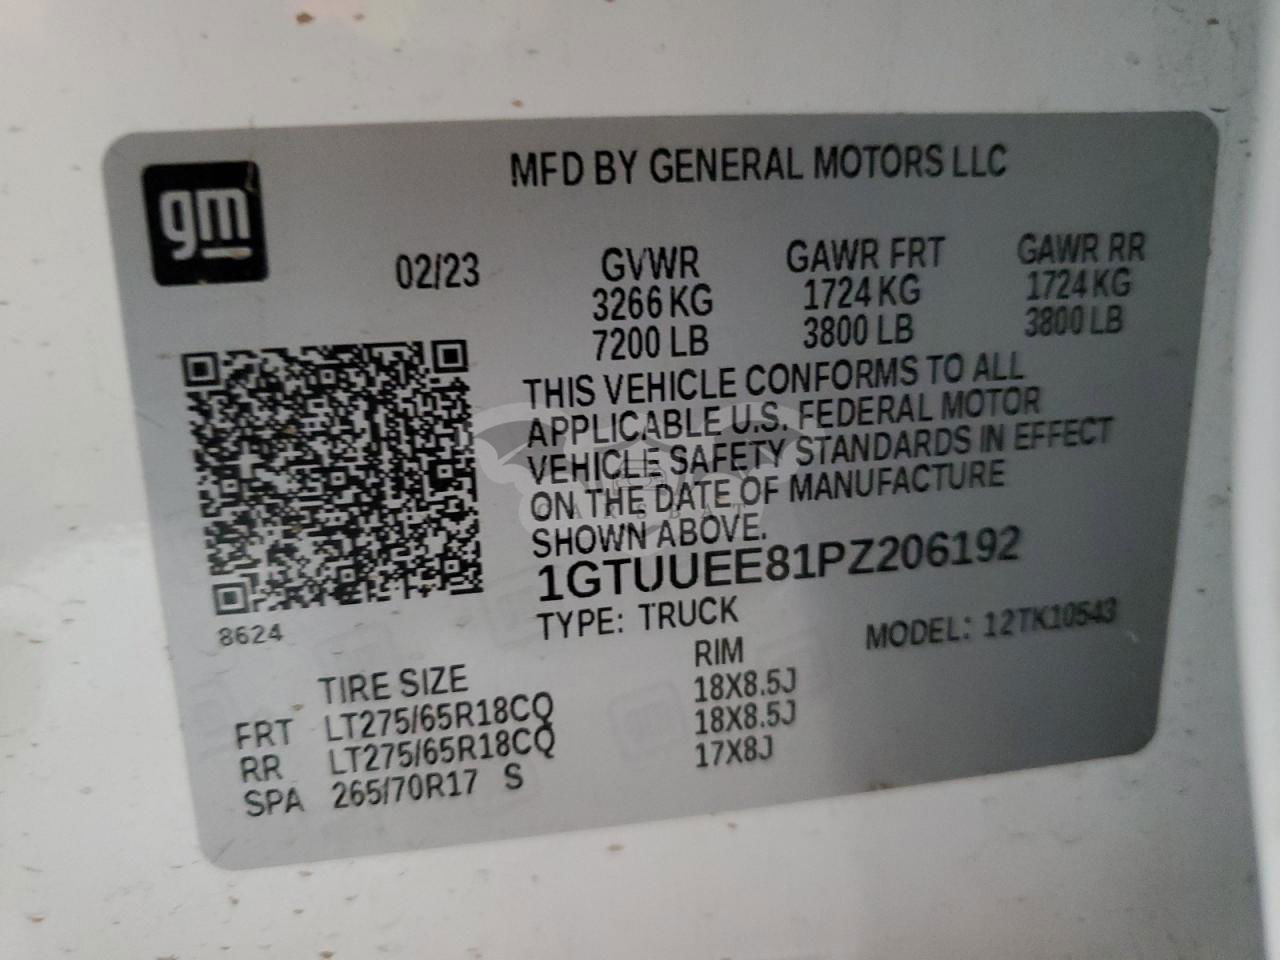 gm
MFD BY GENERAL MOTORS LLC
02/23 GVWR GAWR FRT GAWR RR
3266 KG 1724 KG 1724 KG
7200 LB 3800 LB 3800 LB
THIS VEHICLE CONFORMS TO ALL
APPLICABLE U.S. FEDERAL MOTOR
VEHICLE SAFETY STANDARDS IN EFFECT
ON THE DATE OF MANUFACTURE
SHOWN ABOVE.
CARSBAT
1GTUUEE81PZ206192
8624
TYPE: TRUCK MODEL: 12TK10543
TIRE SIZE RIM
FRT LT275/65R18CQ 18X8.5J
RR LT275/65R18CQ 18X8.5J
SPA 265/70R17 S 17X8J